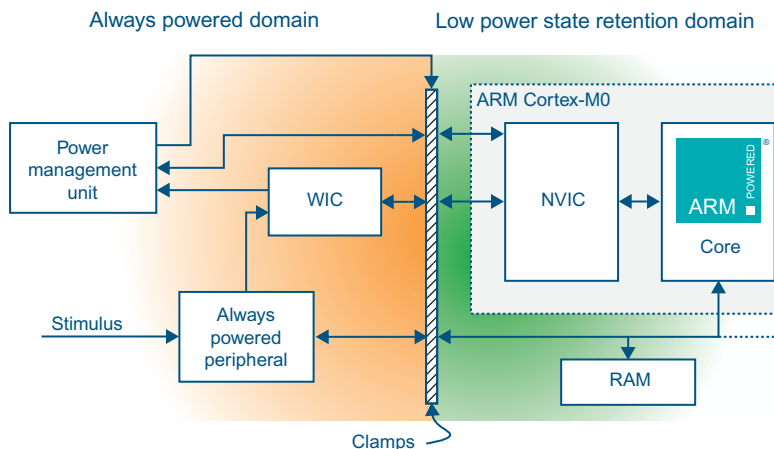 Always powered domain
Low power state retention domain
ARM Cortex-M0
Power
management
unit
WIC
NVIC
POWERED
®
ARM
Core
Stimulus
Always
powered
peripheral
RAM
Clamps